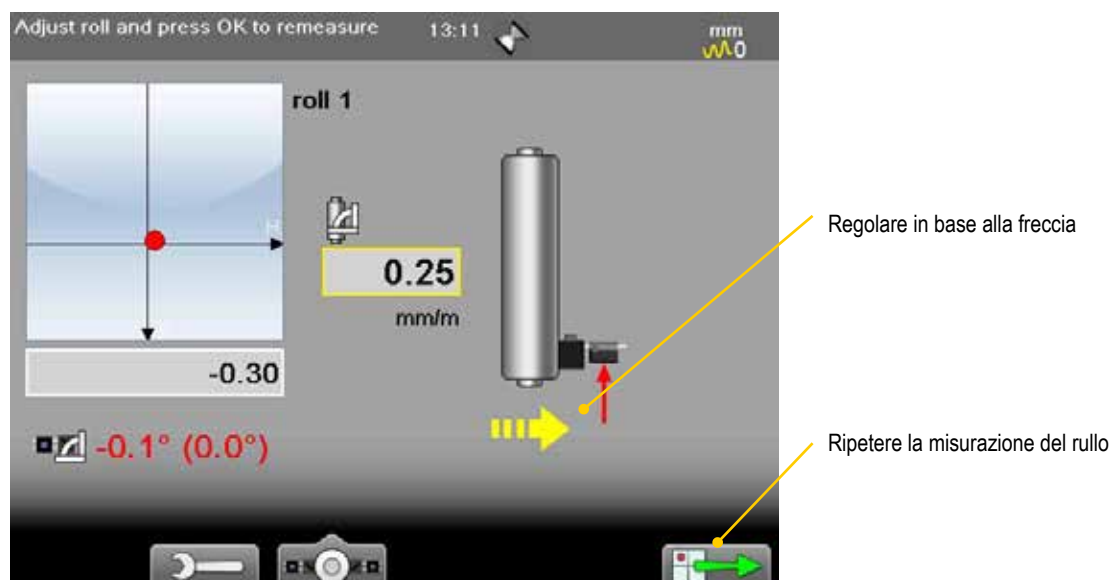 Adjust roll and press OK to remeasure 13:11 mm
0
roll 1
0.25
mm/m
-0.30
-0.1° (0.0°)
Regolare in base alla freccia
Ripetere la misurazione del rullo